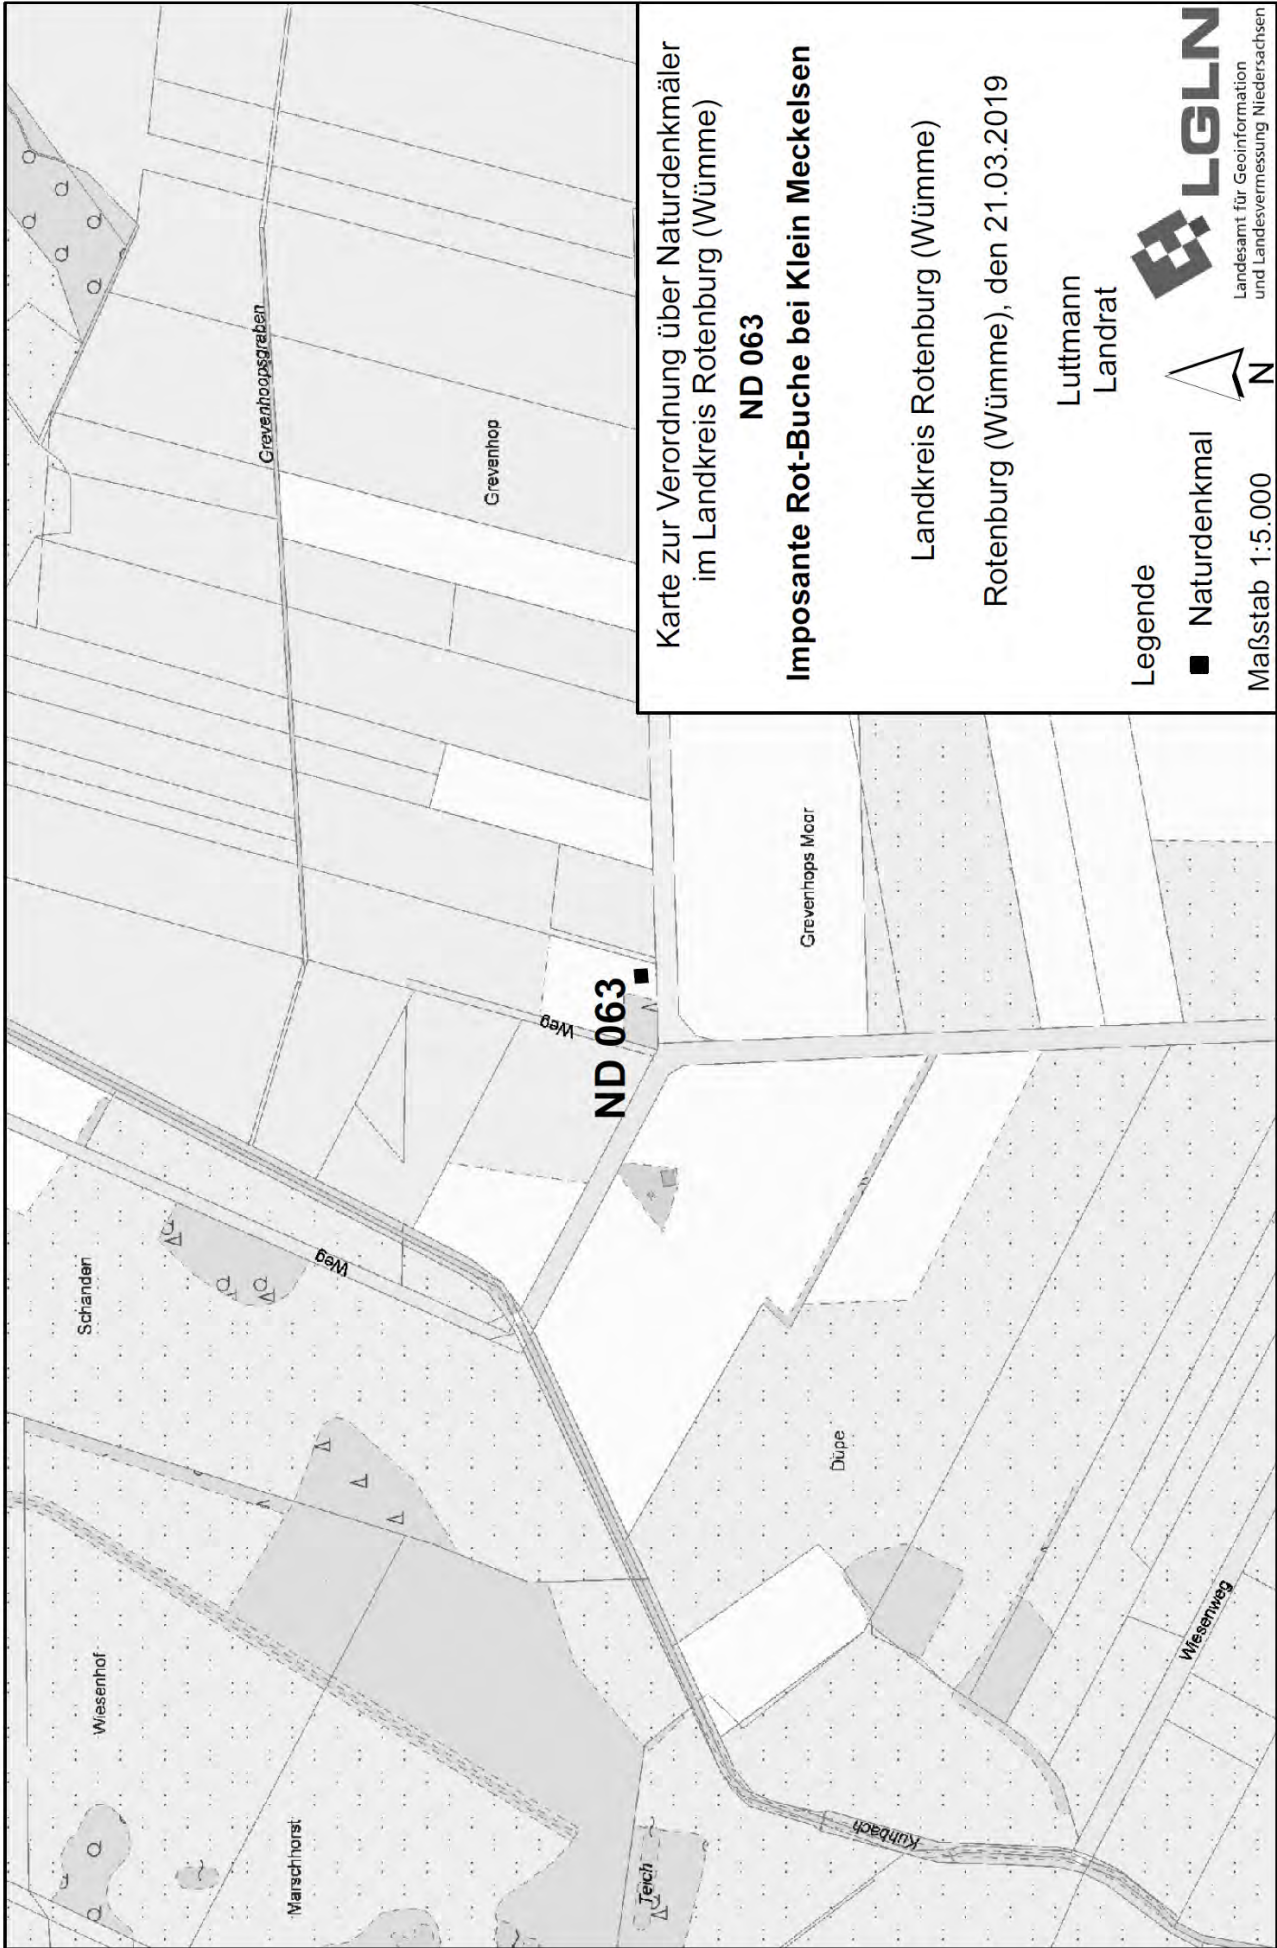 Karte zur Verordnung über Naturdenkmäler
im Landkreis Rotenburg (Wümme)
ND 063
Imposante Rot-Buche bei Klein Meckelsen
Landkreis Rotenburg (Wümme)
Rotenburg (Wümme), den 21.03.2019
Luttmann
Landrat
Legende
Naturdenkmal
Maßstab 1:5.000
N
LGLN
Landesamt für Geoinformation
und Landesvermessung Niedersachsen
Marschhorst
Wiesenhof
Schanden
Weg
Grevenhoopsgraben
Grevenhop
Weg
ND 063
Grevenhops Moor
Düpe
Teich
Kuhbach
Wiesenweg